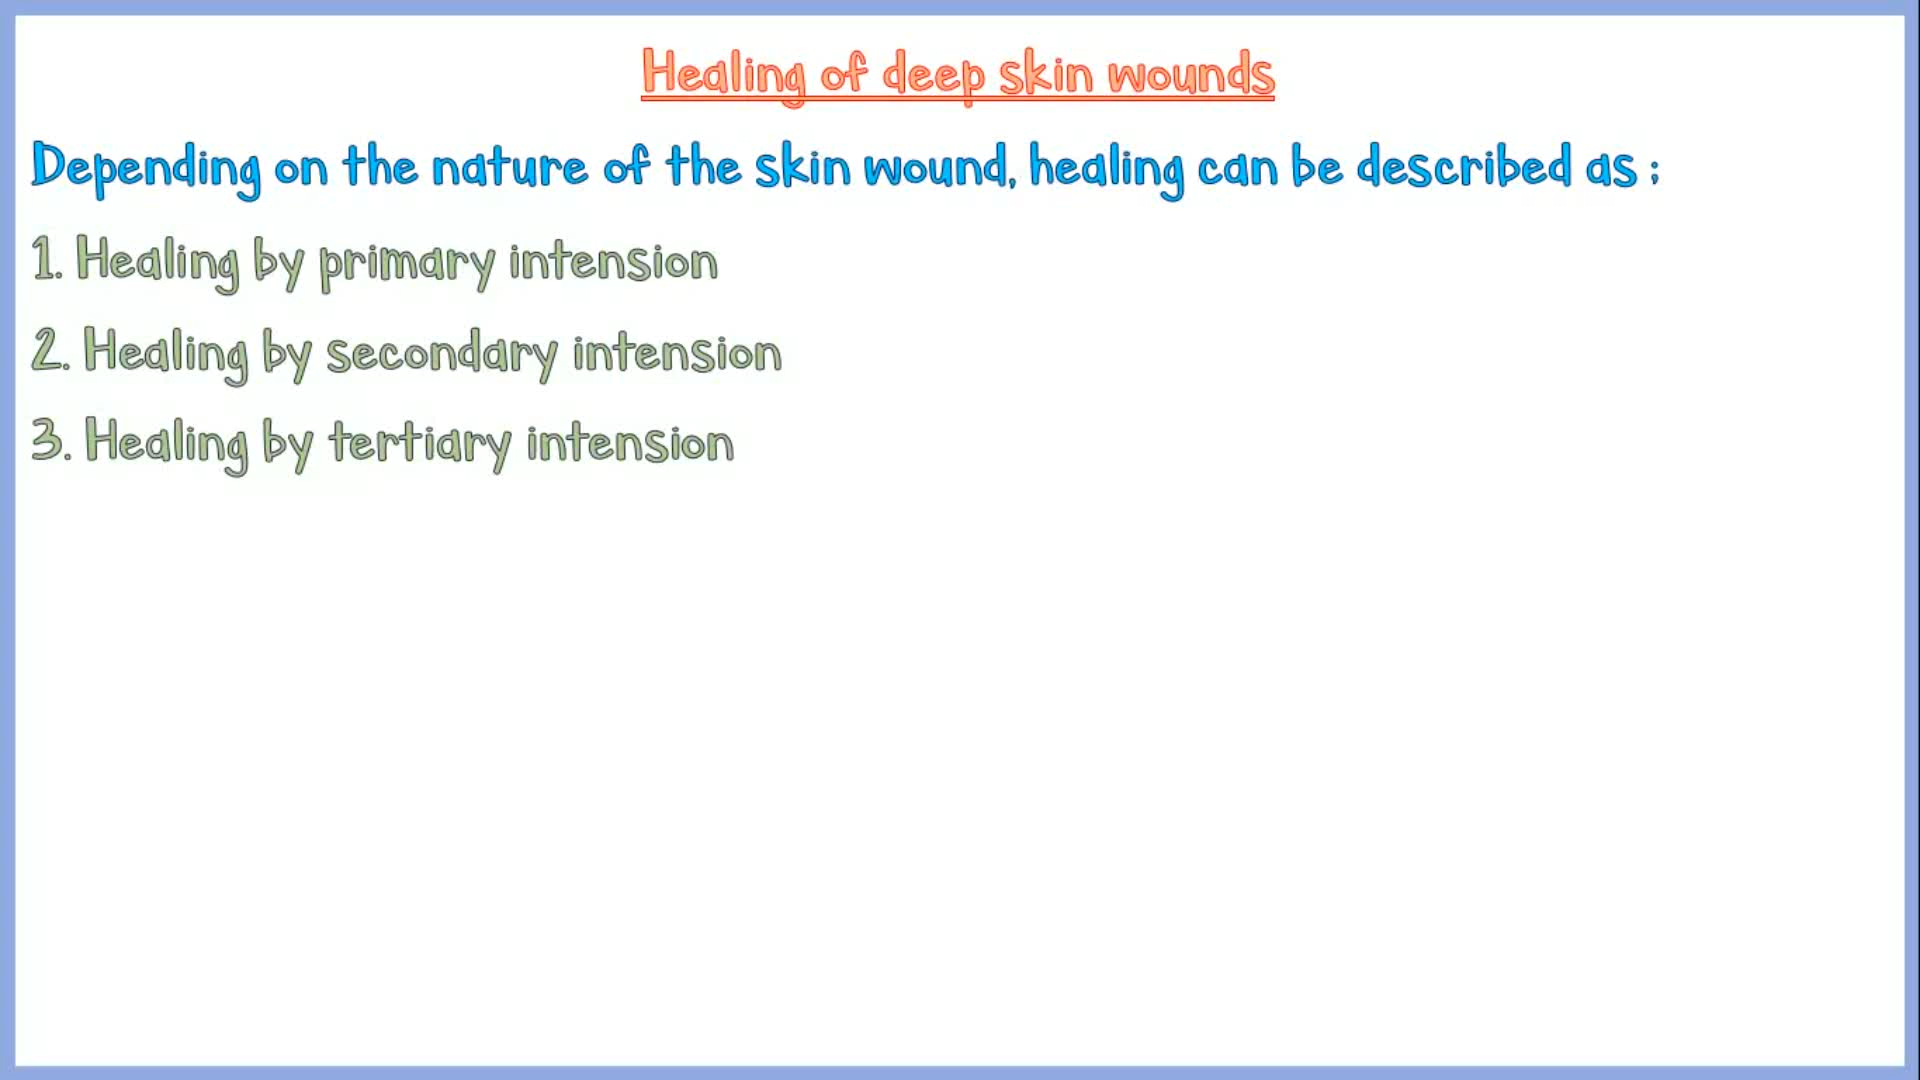 Healing of deep skin wounds
Depending on the nature of the skin wound, healing can be described as ;
1. Healing by primary intension
2. Healing by secondary intension
3. Healing by tertiary intension